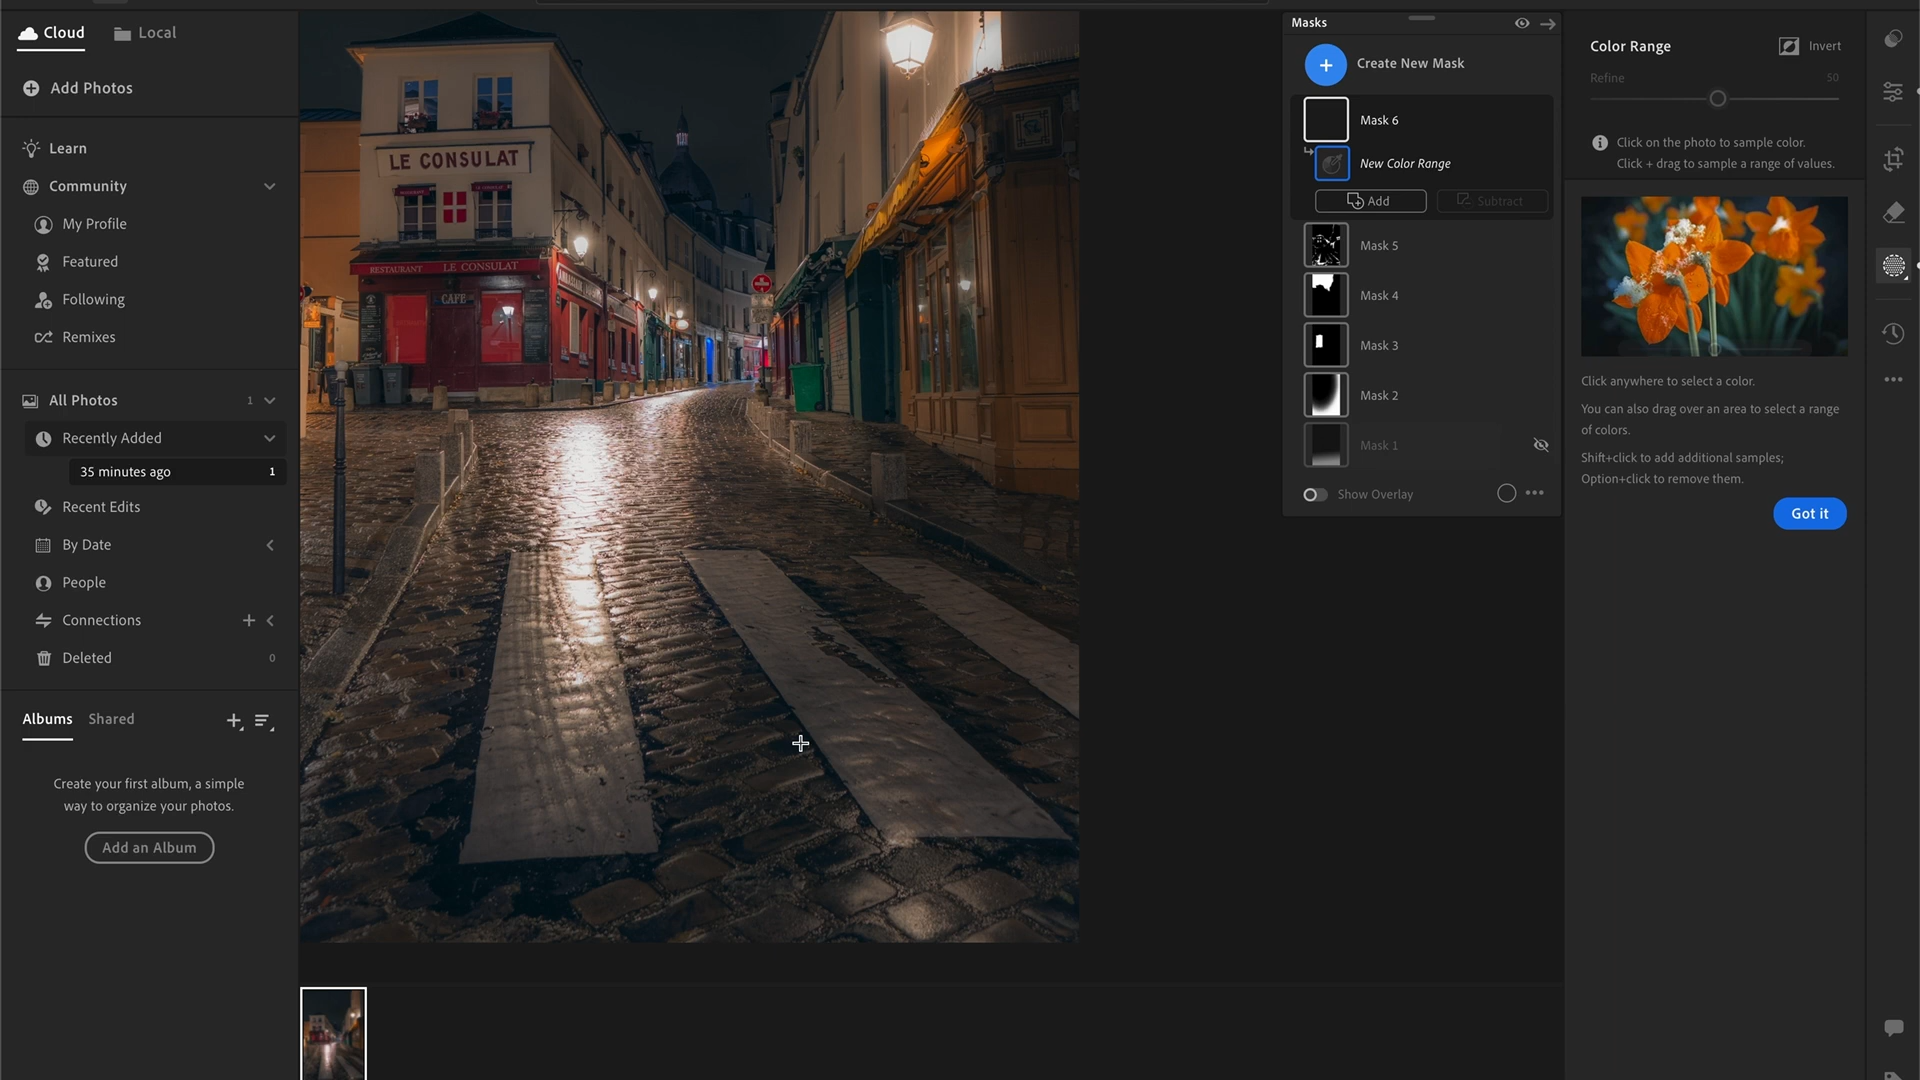 Cloud
Local
Add Photos
Learn
Community
My Profile
Featured
Following
Remixes
All Photos 1
Recently Added
35 minutes ago 1
Recent Edits
By Date
People
Connections
Deleted 0
Albums
Shared
Create your first album, a simple
way to organize your photos.
Add an Album
LE CONSULAT
RESTAURANT LE CONSULAT
CAFE
Masks
Create New Mask
Mask 6
New Color Range
Add
Subtract
Mask 5
Mask 4
Mask 3
Mask 2
Mask 1
Show Overlay
Color Range
Invert
Refine 50
Click on the photo to sample color.
Click + drag to sample a range of values.
Click anywhere to select a color.
You can also drag over an area to select a range
of colors.
Shift+click to add additional samples;
Option+click to remove them.
Got it